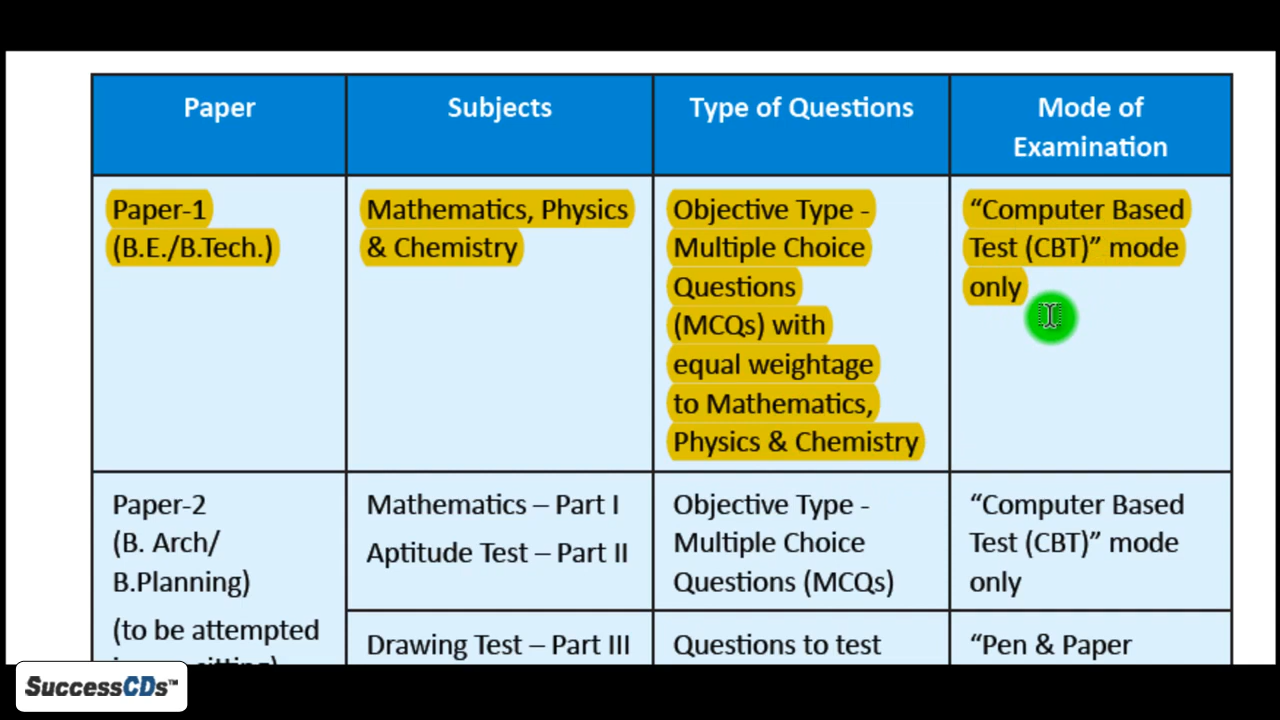 Paper
Subjects
Type of Questions
Mode of
Examination
Paper-1
(B.E./B.Tech.)
Mathematics, Physics
& Chemistry
Objective Type -
Multiple Choice
Questions
(MCQs) with
equal weightage
to Mathematics,
Physics & Chemistry
“Computer Based
Test (CBT)” mode
only
Paper-2
(B. Arch/
B.Planning)
(to be attempted
Mathematics – Part I
Aptitude Test – Part II
Objective Type -
Multiple Choice
Questions (MCQs)
“Computer Based
Test (CBT)” mode
only
Drawing Test – Part III
Questions to test
“Pen & Paper
SuccessCDs™